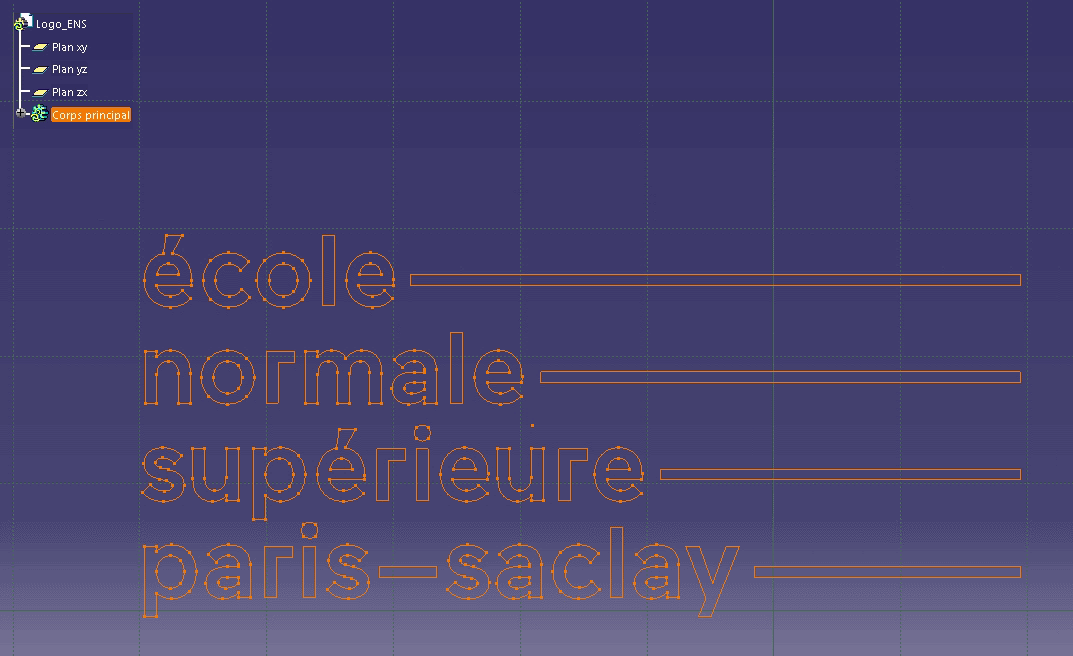 Logo_ENS
Plan xy
Plan yz
Plan zx
Corps principal
école
normale
supérieure
paris—saclay